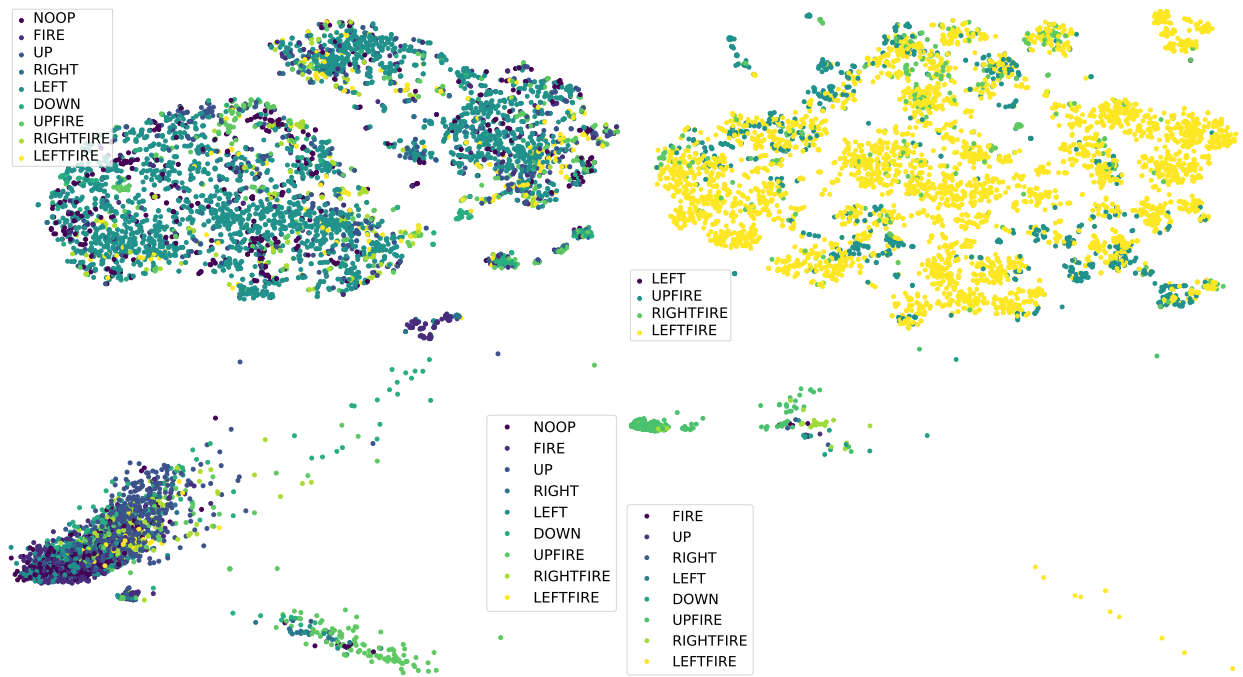 NOOP
FIRE
UP
RIGHT
LEFT
DOWN
UPFIRE
RIGHTFIRE
LEFTFIRE
LEFT
UPFIRE
RIGHTFIRE
LEFTFIRE
NOOP
FIRE
UP
RIGHT
LEFT
DOWN
UPFIRE
RIGHTFIRE
LEFTFIRE
FIRE
UP
RIGHT
LEFT
DOWN
UPFIRE
RIGHTFIRE
LEFTFIRE